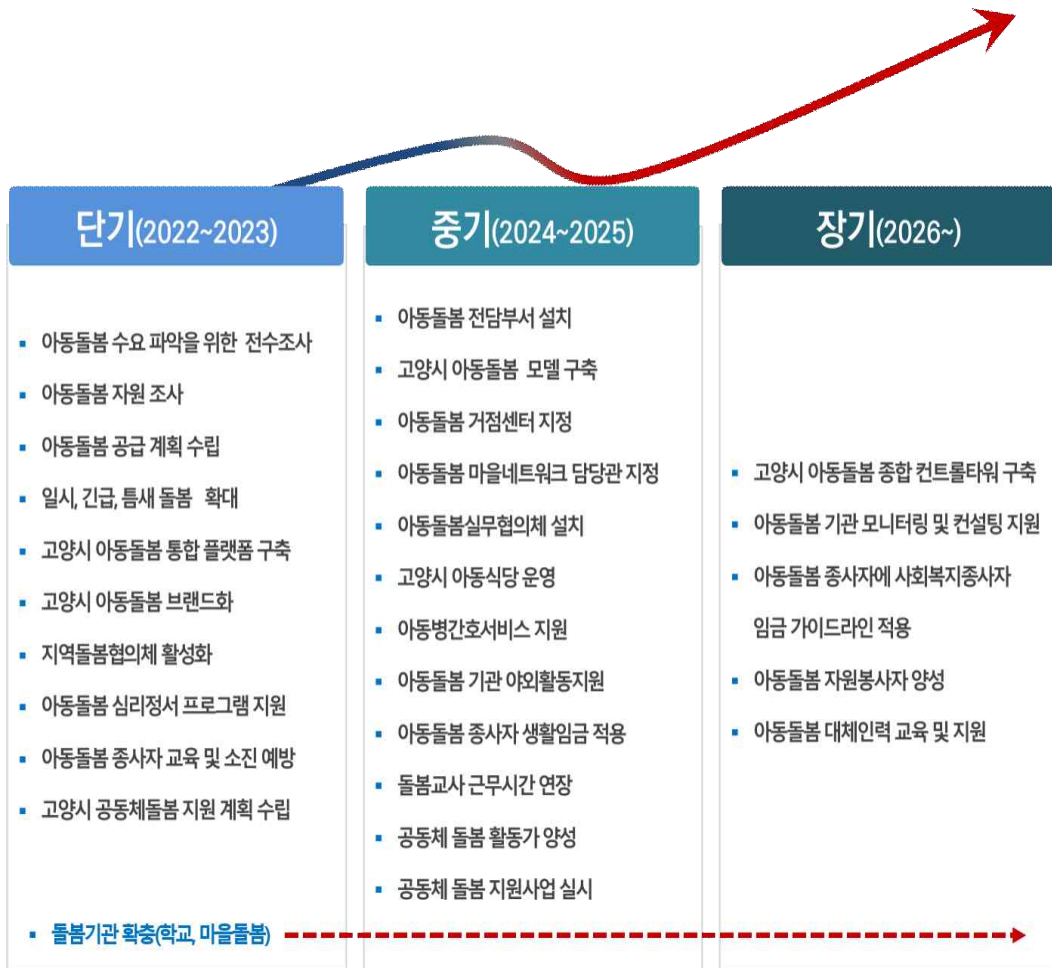 단기(2022~2023)
아동돌봄 수요 파악을 위한 전수조사
아동돌봄 자원 조사
아동돌봄 공급 계획 수립
일시, 긴급, 틈새 돌봄 확대
고양시 아동돌봄 통합 플랫폼 구축
고양시 아동돌봄 브랜드화
지역돌봄협의체 활성화
아동돌봄 심리정서 프로그램 지원
아동돌봄 종사자 교육 및 소진 예방
고양시 공동체돌봄 지원 계획 수립
중기(2024~2025)
아동돌봄 전담부서 설치
고양시 아동돌봄 모델 구축
아동돌봄 거점센터 지정
아동돌봄 마을네트워크 담당관 지정
아동돌봄실무협의체 설치
고양시 아동식당 운영
아동병간호서비스 지원
아동돌봄 기관 야외활동지원
아동돌봄 종사자 생활임금 적용
돌봄교사 근무시간 연장
공동체 돌봄 활동가 양성
공동체 돌봄 지원사업 실시
장기(2026~)
고양시 아동돌봄 종합 컨트롤타워 구축
아동돌봄 기관 모니터링 및 컨설팅 지원
아동돌봄 종사자에 사회복지종사자
임금 가이드라인 적용
아동돌봄 자원봉사자 양성
아동돌봄 대체인력 교육 및 지원
돌봄기관 확충(학교, 마을돌봄)